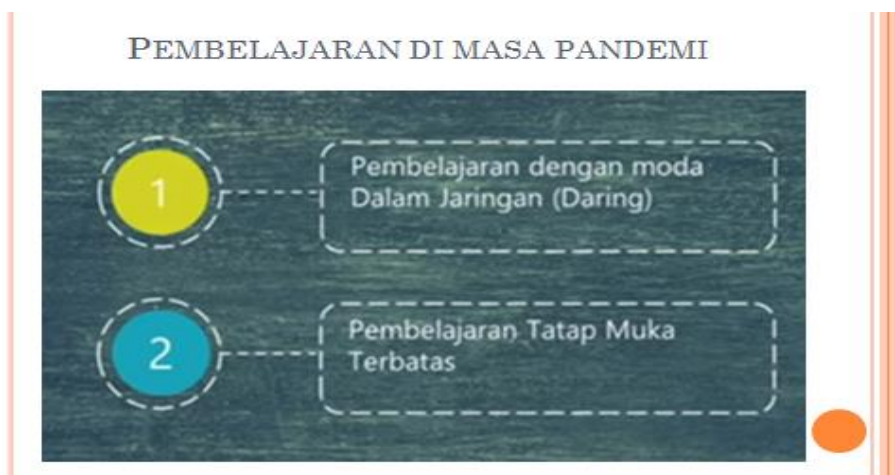 PEMBELAJARAN DI MASA PANDEMI
1
Pembelajaran dengan moda
Dalam Jaringan (Daring)
2
Pembelajaran Tatap Muka
Terbatas